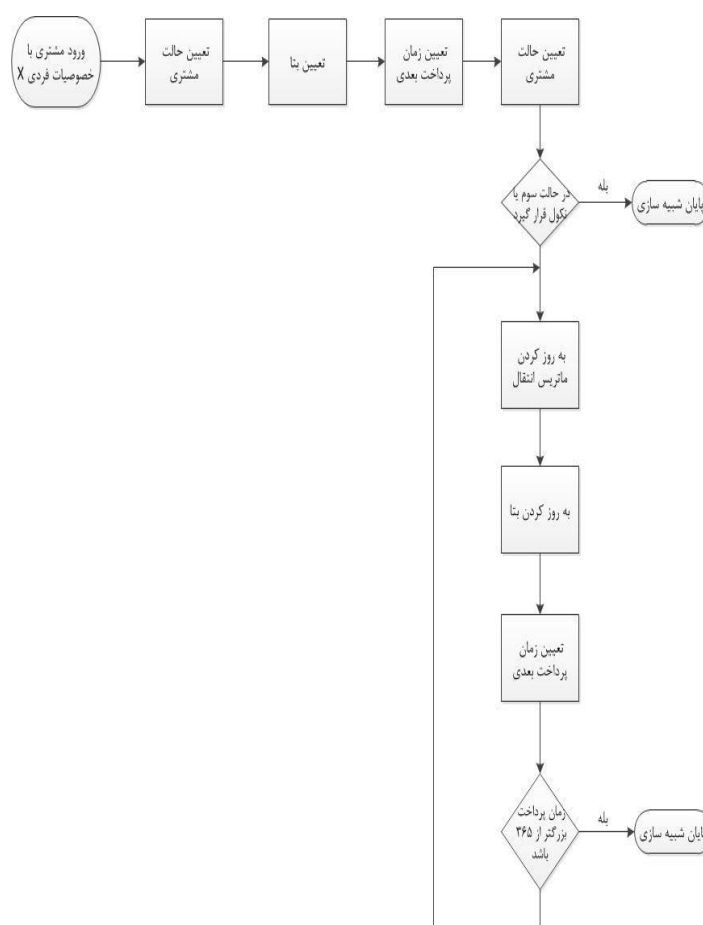 ورود مشتری با
خصوصیات فردی X
تعیین حالت
مشتری
تعیین بتا
تعیین زمان
پرداخت بعدی
تعیین حالت
مشتری
در حالت سوم یا
نکول قرار گیرد
بله
پایان شبیه سازی
به روز کردن
ماتریس انتقال
به روز کردن بتا
تعیین زمان
پرداخت بعدی
زمان پرداخت
بزرگتر از ۳۶۵
باشد
بله
پایان شبیه سازی